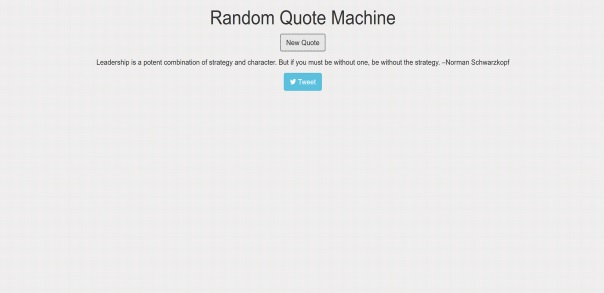 Random Quote Machine
New Quote
Leadership is a potent combination of strategy and character. But if you must be without one, be without the strategy. –Norman Schwarzkopf
Tweet